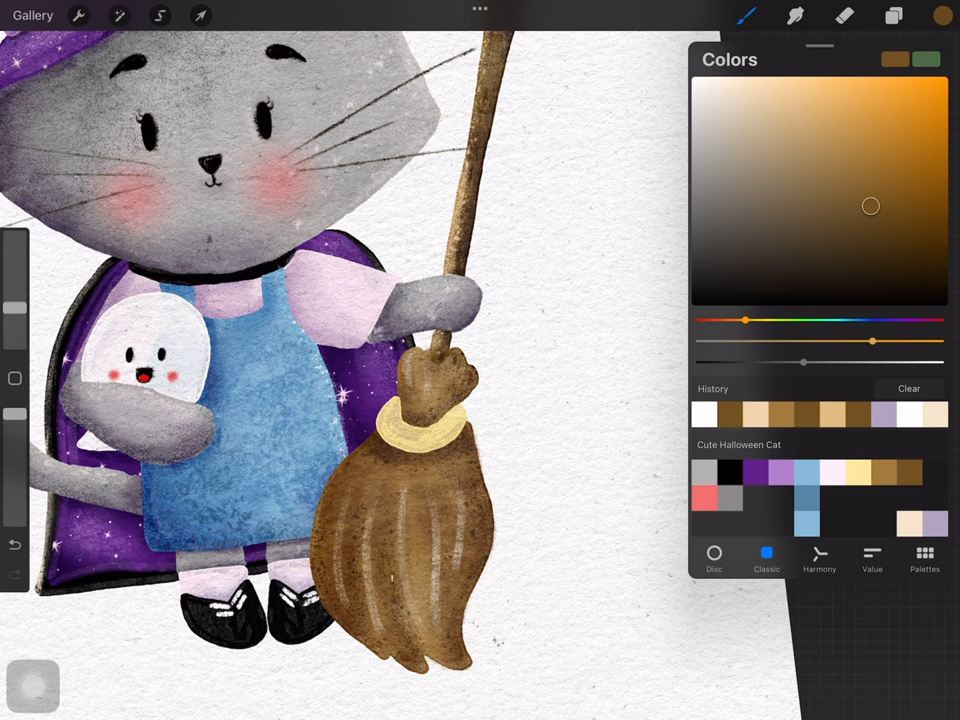 Gallery
Colors
History
Clear
Cute Halloween Cat
Disc
Classic
Harmony
Value
Palettes